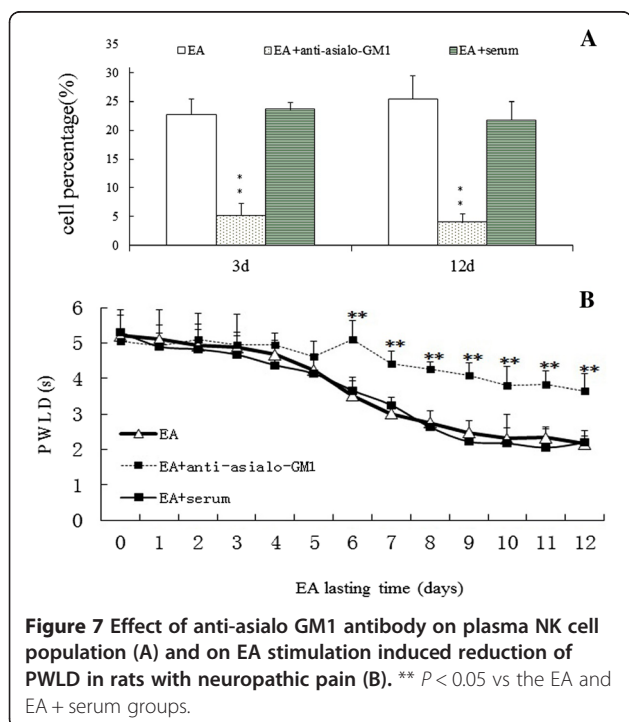 A
EA EA+anti-asialo-GM1 EA+serum
cell percentage(%)
35
30
25
20
15
10
5
0
*
*
*
*
3d 12d
B
PWLD(s)
6
5
4
3
2
1
0
** ** ** ** ** ** **
EA
EA+anti-asialo-GM1
EA+serum
0 1 2 3 4 5 6 7 8 9 10 11 12
EA lasting time (days)
Figure 7 Effect of anti-asialo GM1 antibody on plasma NK cell
population (A) and on EA stimulation induced reduction of
PWLD in rats with neuropathic pain (B). ** P < 0.05 vs the EA and
EA + serum groups.